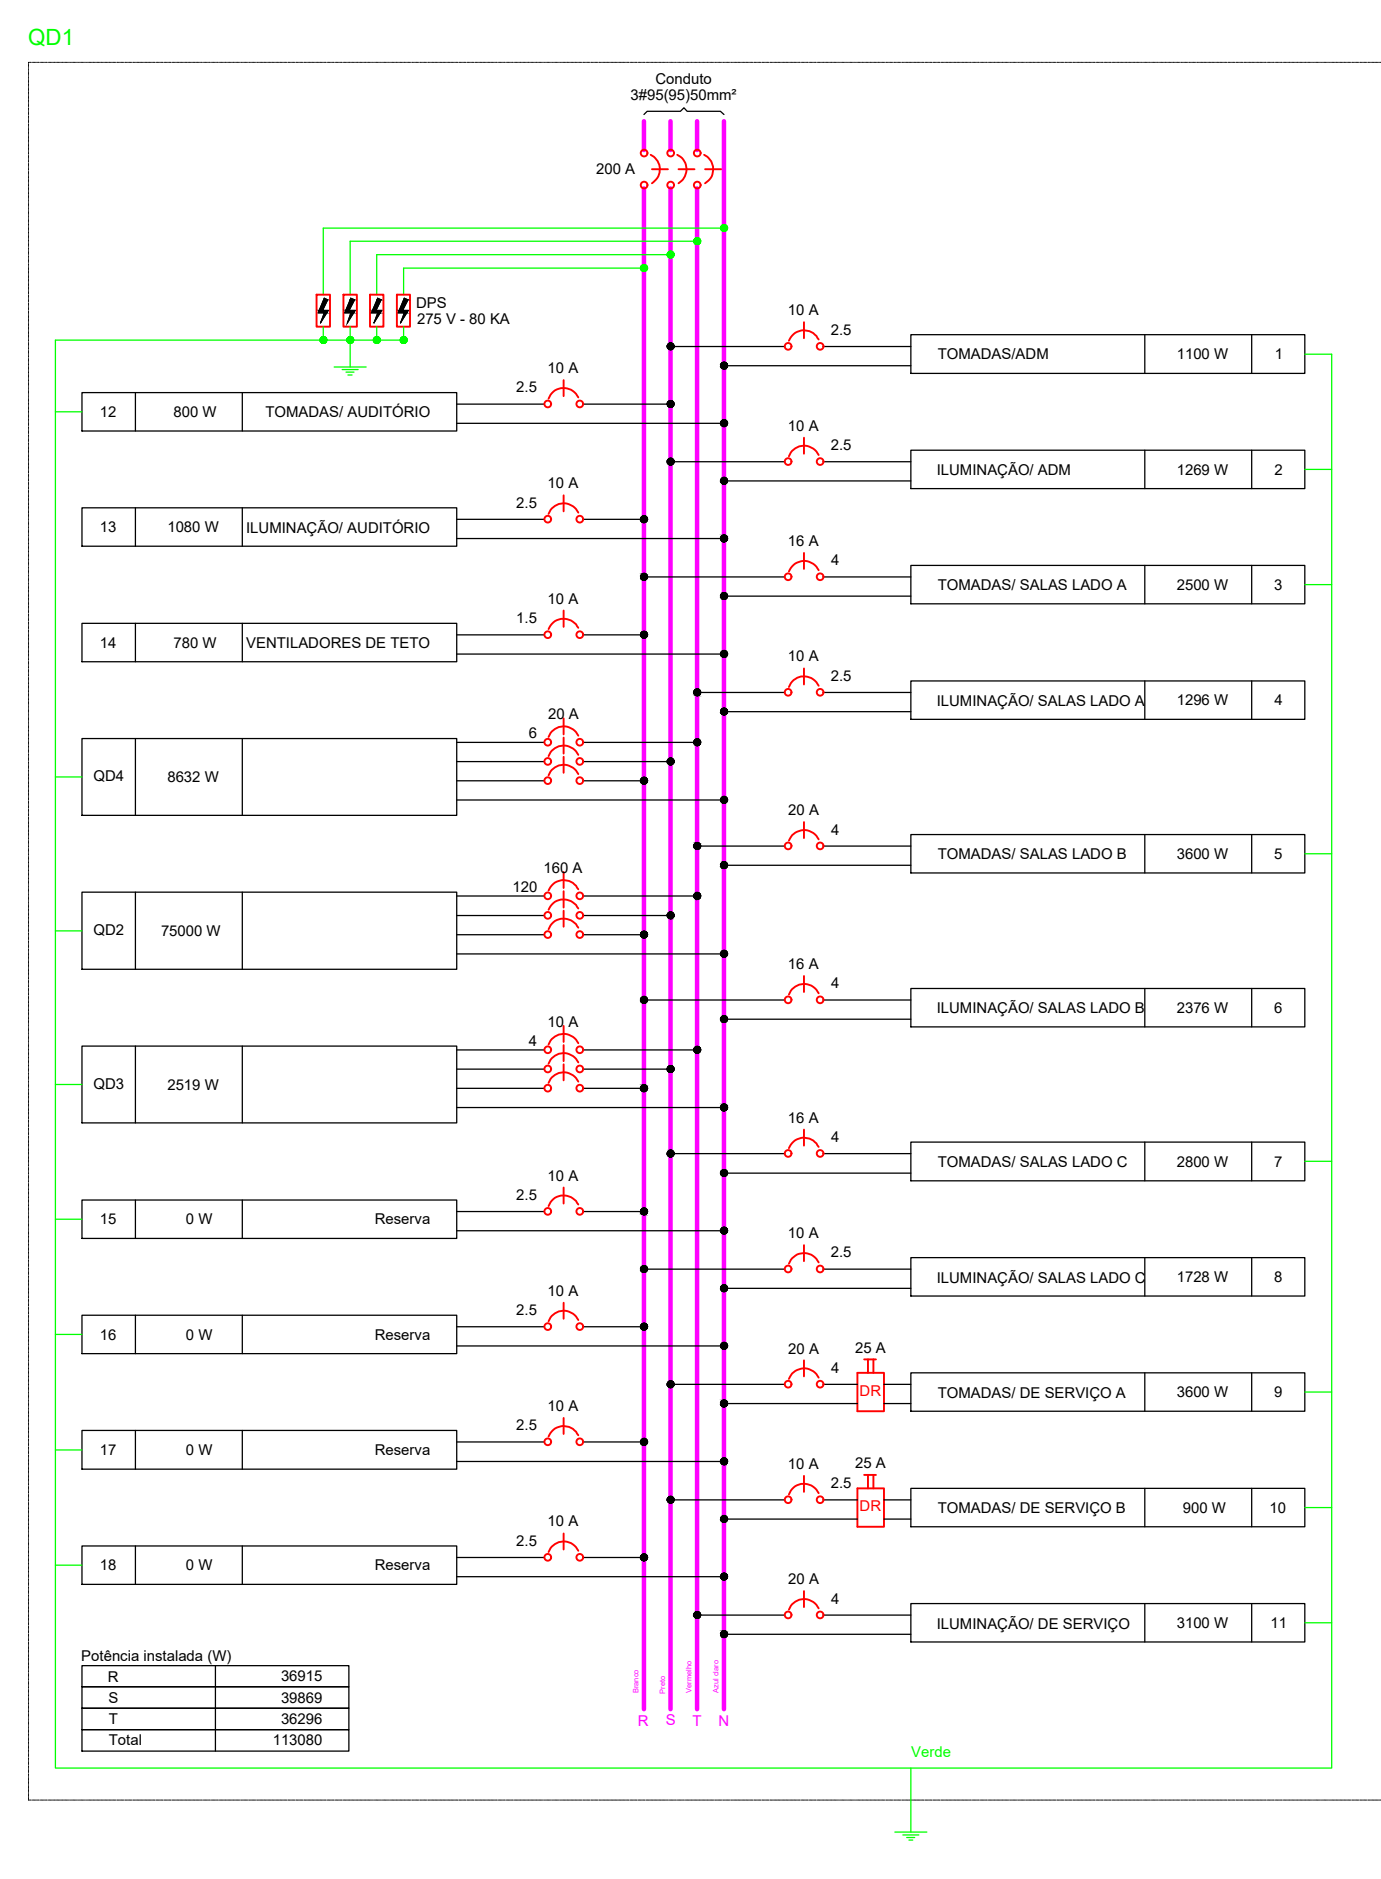 QD1
Conduto
3#95(95)50mm²
200 A
DPS
275 V - 80 KA
10 A
2.5
TOMADAS/ADM 1100 W 1
10 A
2.5
12 800 W TOMADAS/ AUDITÓRIO
10 A
2.5
ILUMINAÇÃO/ ADM 1269 W 2
10 A
2.5
13 1080 W ILUMINAÇÃO/ AUDITÓRIO
16 A
4
TOMADAS/ SALAS LADO A 2500 W 3
10 A
1.5
14 780 W VENTILADORES DE TETO
10 A
2.5
ILUMINAÇÃO/ SALAS LADO A 1296 W 4
20 A
6
QD4 8632 W
20 A
4
TOMADAS/ SALAS LADO B 3600 W 5
160 A
120
QD2 75000 W
16 A
4
ILUMINAÇÃO/ SALAS LADO B 2376 W 6
10 A
4
QD3 2519 W
16 A
4
TOMADAS/ SALAS LADO C 2800 W 7
10 A
2.5
15 0 W Reserva
10 A
2.5
ILUMINAÇÃO/ SALAS LADO C 1728 W 8
10 A
2.5
16 0 W Reserva
20 A 25 A
4
DR
TOMADAS/ DE SERVIÇO A 3600 W 9
10 A
2.5
17 0 W Reserva
10 A 25 A
2.5
DR
TOMADAS/ DE SERVIÇO B 900 W 10
10 A
2.5
18 0 W Reserva
20 A
4
ILUMINAÇÃO/ DE SERVIÇO 3100 W 11
Potência instalada (W)
R 36915
S 39869
T 36296
Total 113080
Branco
Preto
Vermelho
Azul claro
R S T N
Verde